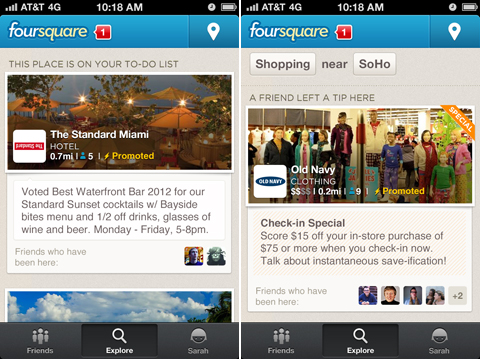 AT&T 4G 10:18 AM
foursquare 1
THIS PLACE IS ON YOUR TO-DO LIST
The Standard
The Standard Miami
HOTEL
0.7mi | 5 | Promoted
Voted Best Waterfront Bar 2012 for our
Standard Sunset cocktails w/ Bayside
bites menu and 1/2 off drinks, glasses of
wine and beer. Monday - Friday, 5-8pm.
Friends who have
been here:
Friends Explore Sarah
AT&T 4G 10:18 AM
foursquare 1
Shopping near SoHo
A FRIEND LEFT A TIP HERE
SPECIAL
OLD NAVY
Old Navy
CLOTHING
$$$$ | 0.2mi | 9 | Promoted
Check-in Special
Score $15 off your in-store purchase of
$75 or more when you check-in now.
Talk about instantaneous save-ification!
Friends who have
been here:
+2
Friends Explore Sarah